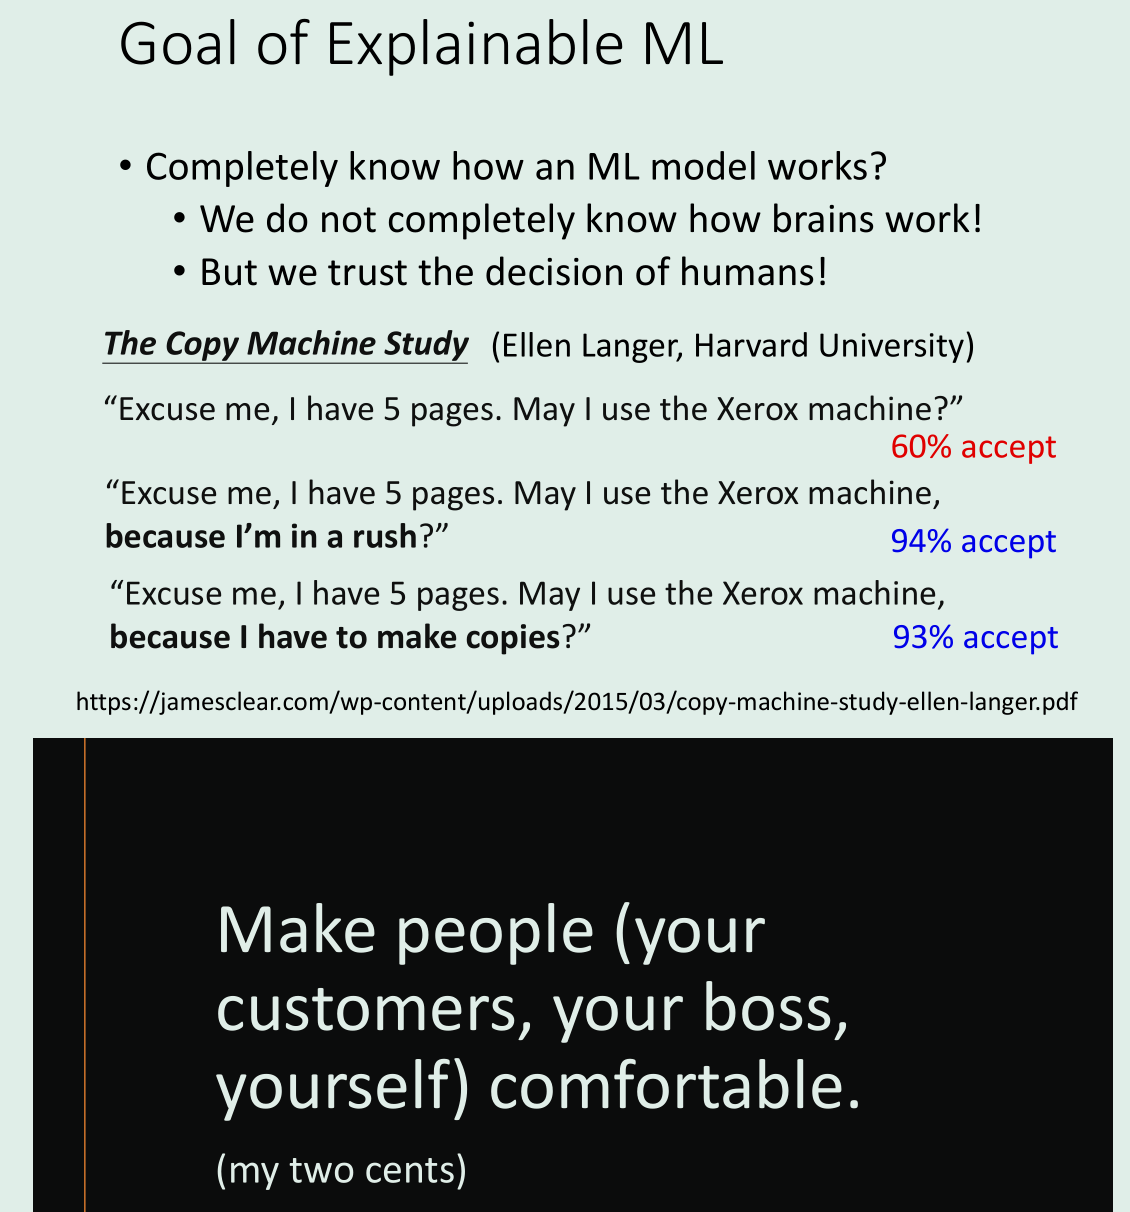 Goal of Explainable ML
• Completely know how an ML model works?
• We do not completely know how brains work!
• But we trust the decision of humans!
The Copy Machine Study (Ellen Langer, Harvard University)
“Excuse me, I have 5 pages. May I use the Xerox machine?”
60% accept
“Excuse me, I have 5 pages. May I use the Xerox machine,
because I’m in a rush?” 94% accept
“Excuse me, I have 5 pages. May I use the Xerox machine,
because I have to make copies?” 93% accept
https://jamesclear.com/wp-content/uploads/2015/03/copy-machine-study-ellen-langer.pdf
Make people (your
customers, your boss,
yourself) comfortable.
(my two cents)